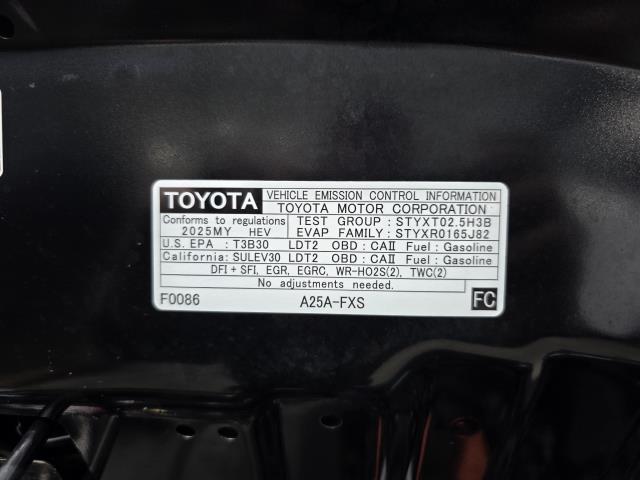 TOYOTA VEHICLE EMISSION CONTROL INFORMATION
TOYOTA MOTOR CORPORATION
Conforms to regulations TEST GROUP : STYXT02.5H3B
2025MY HEV EVAP FAMILY : STYXR0165J82
U.S. EPA : T3B30 LDT2 OBD : CAⅡ Fuel : Gasoline
California: SULEV30 LDT2 OBD : CAⅡ Fuel : Gasoline
DFI + SFI, EGR, EGRC, WR-HO2S(2), TWC(2)
No adjustments needed.
F0086 A25A-FXS FC